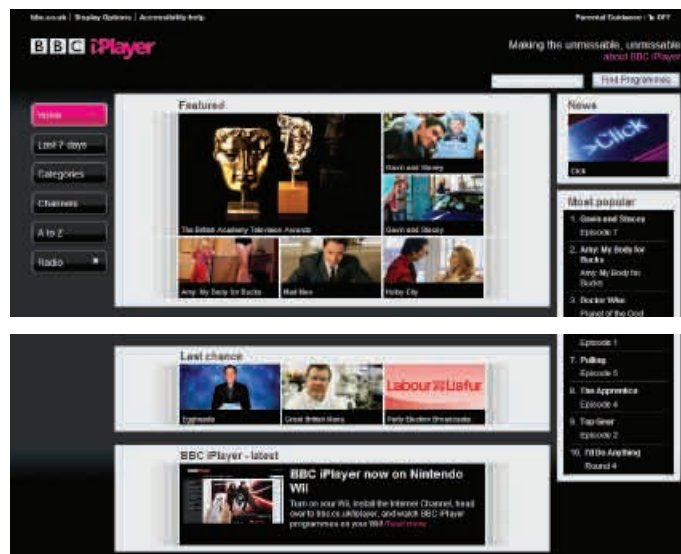 bbc.co.uk | Display Options | Accessibility help
Parental Guidance : OFF
BBC iPlayer
Making the unmissable, unmissable
about BBC iPlayer
Find Programmes
Home
Last 7 days
Categories
Channels
A to Z
Radio
Featured
The British Academy Television Awards
Gavin and Stacey
Gavin and Stacey
Amy: My Body for Bucks
Mad Men
Holby City
News
>Click
Click
Most popular
1. Gavin and Stacey
Episode 7
2. Amy: My Body for
Bucks
Amy: My Body for
Bucks
3. Doctor Who
Planet of the Ood
Last chance
Eggheads
Great British Menu
Labour Llafur
Party Election Broadcasts
BBC iPlayer - latest
BBC iPlayer now on Nintendo
Wii
Turn on your Wii, install the Internet Channel, head
over to bbc.co.uk/iplayer, and watch BBC iPlayer
programmes on your Wii! Read more
Episode 1
7. Pulling
Episode 5
8. The Apprentice
Episode 4
9. Top Gear
Episode 2
10. I'll Do Anything
Round 4